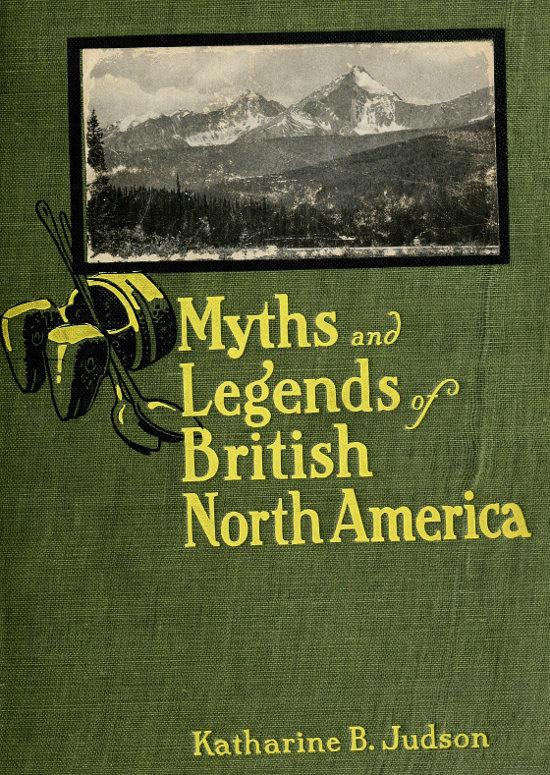 Myths and
Legends of
British
North America
Katharine B. Judson